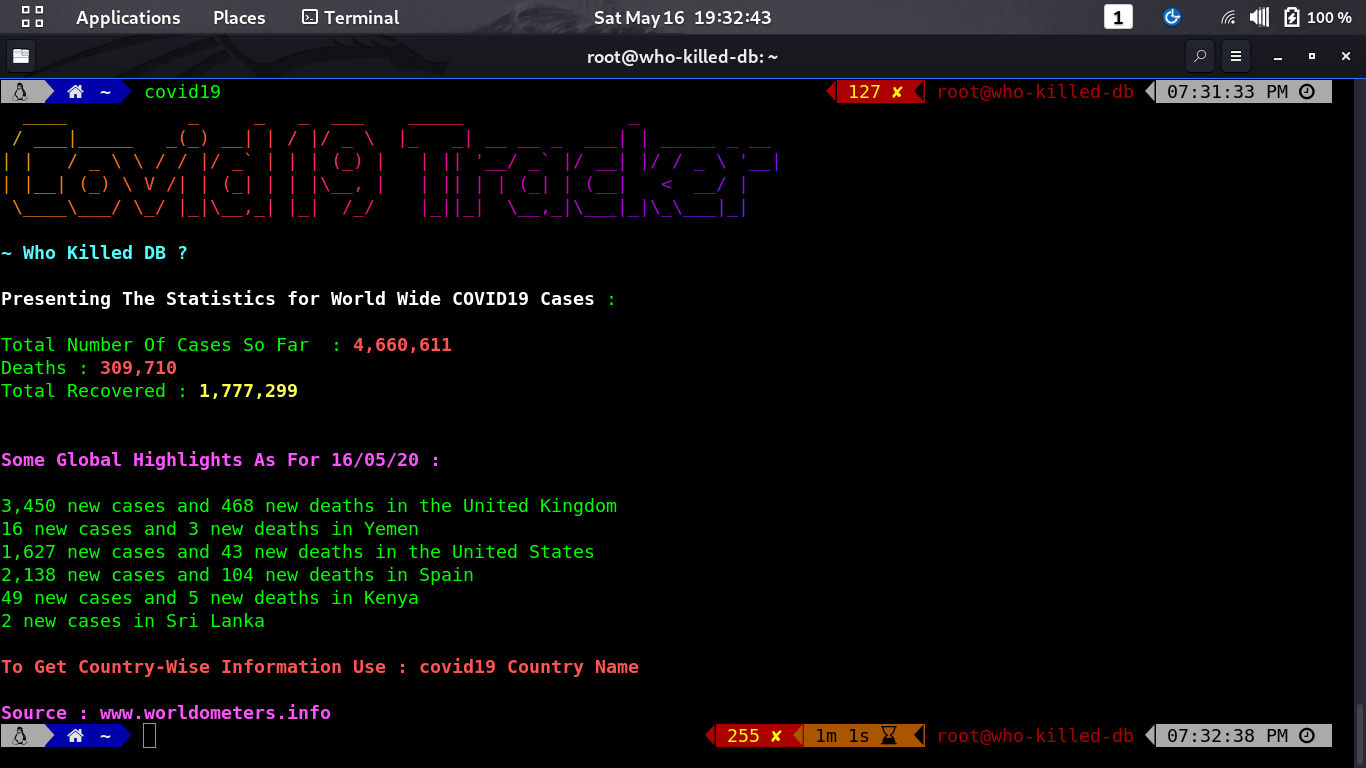 Applications Places Terminal Sat May 16 19:32:43 1 100 %
root@who-killed-db: ~
~ covid19 127 ✘ root@who-killed-db 07:31:33 PM
Covid19 Tracker
~ Who Killed DB ?
Presenting The Statistics for World Wide COVID19 Cases :
Total Number Of Cases So Far : 4,660,611
Deaths : 309,710
Total Recovered : 1,777,299
Some Global Highlights As For 16/05/20 :
3,450 new cases and 468 new deaths in the United Kingdom
16 new cases and 3 new deaths in Yemen
1,627 new cases and 43 new deaths in the United States
2,138 new cases and 104 new deaths in Spain
49 new cases and 5 new deaths in Kenya
2 new cases in Sri Lanka
To Get Country-Wise Information Use : covid19 Country Name
Source : www.worldometers.info
~ 255 ✘ 1m 1s root@who-killed-db 07:32:38 PM